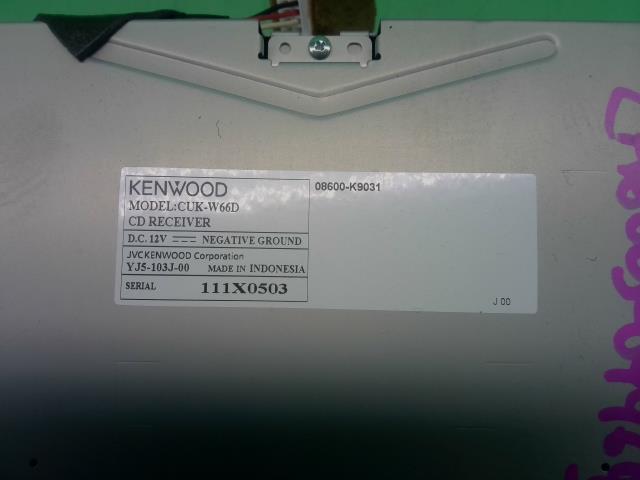 KENWOOD
MODEL:CUK-W66D
CD RECEIVER
D.C. 12V NEGATIVE GROUND
JVCKENWOOD Corporation
YJ5-103J-00 MADE IN INDONESIA
SERIAL 111X0503
08600-K9031
J 00